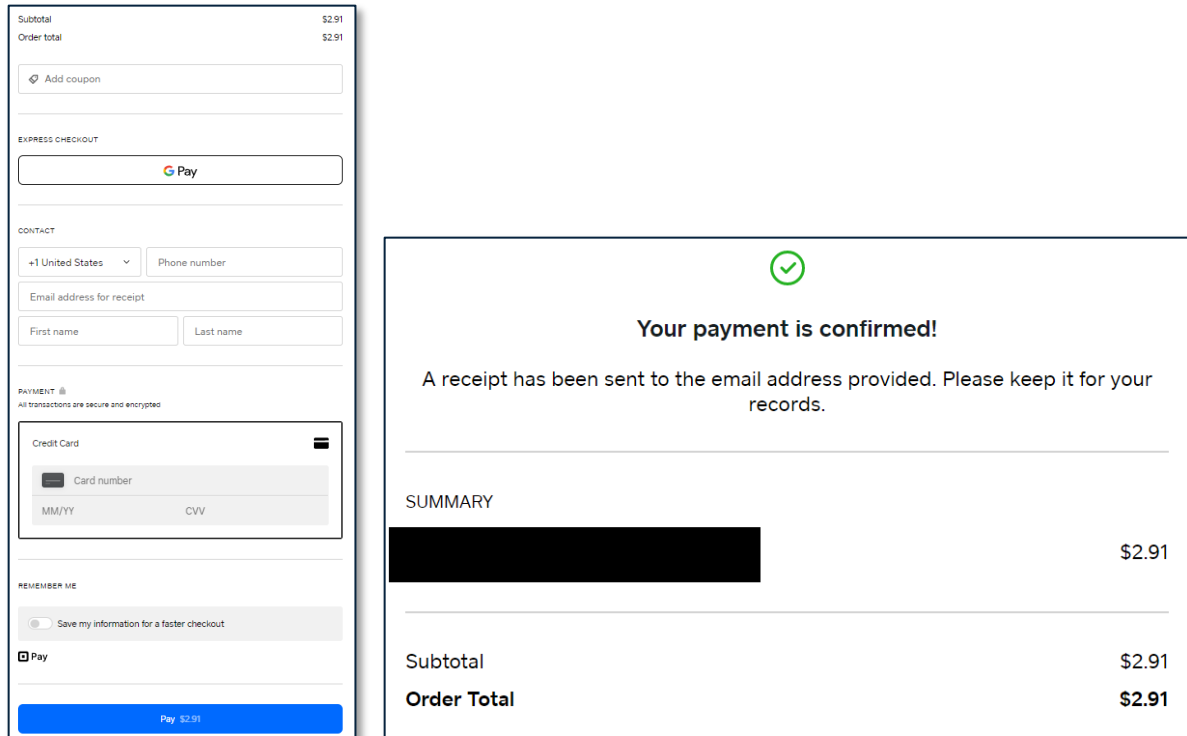 Subtotal $2.91
Order total $2.91
Add coupon
EXPRESS CHECKOUT
G Pay
CONTACT
+1 United States Phone number
Email address for receipt
First name Last name
PAYMENT
All transactions are secure and encrypted
Credit Card
Card number
MM/YY CVV
REMEMBER ME
Save my information for a faster checkout
Pay
Pay $2.91
Your payment is confirmed!
A receipt has been sent to the email address provided. Please keep it for your
records.
SUMMARY
$2.91
Subtotal $2.91
Order Total $2.91